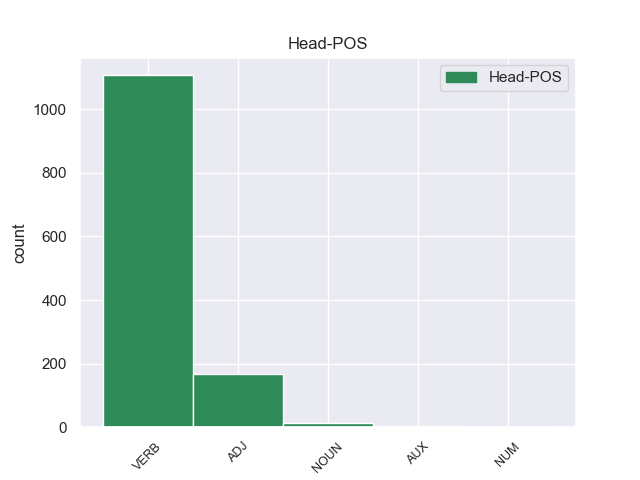 Head-POS
Head-POS
count
1000
800
600
400
200
0
VERB
ADJ
NOUN
AUX
NUM